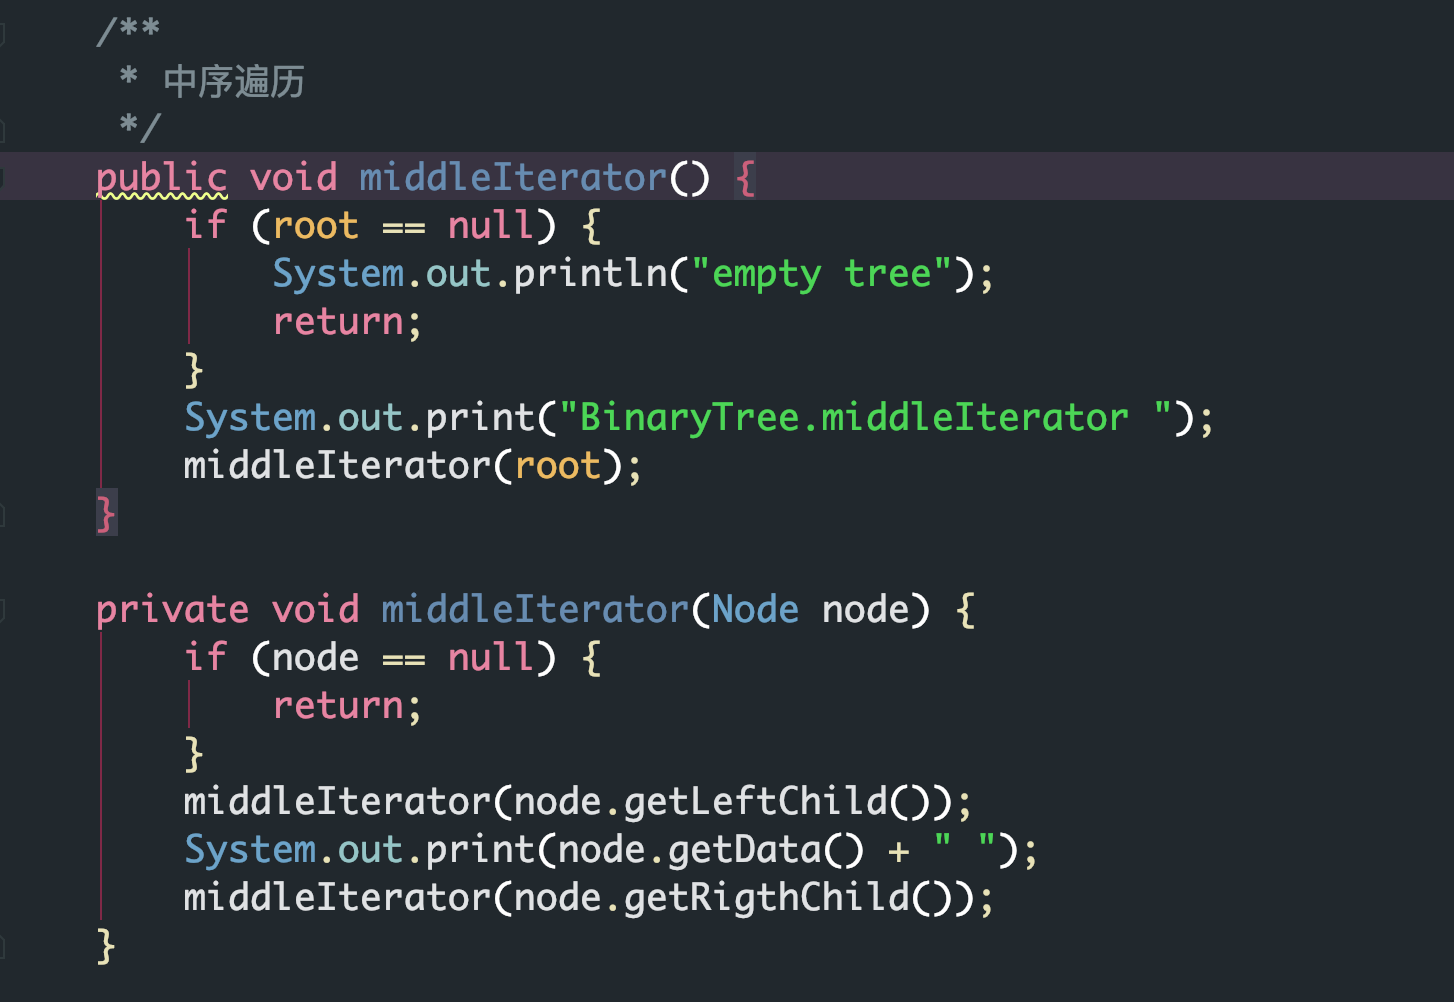 /**
 * 中序遍历
 */
public void middleIterator() {
    if (root == null) {
        System.out.println("empty tree");
        return;
    }
    System.out.print("BinaryTree.middleIterator ");
    middleIterator(root);
}

private void middleIterator(Node node) {
    if (node == null) {
        return;
    }
    middleIterator(node.getLeftChild());
    System.out.print(node.getData() + " ");
    middleIterator(node.getRigthChild());
}